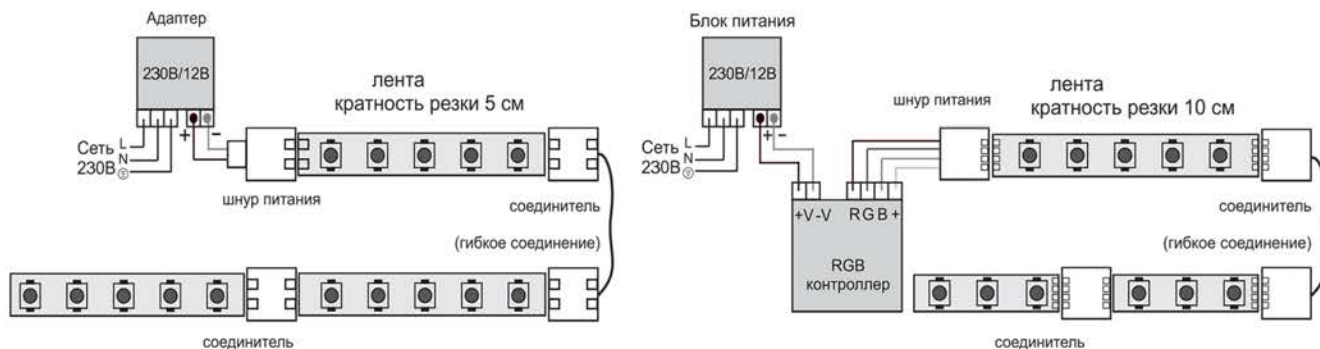 Адаптер
230В/12В
лента
кратность резки 5 см
+ −
Сеть L
N
230В
шнур питания
соединитель
(гибкое соединение)
соединитель
Блок питания
230В/12В
шнур питания
лента
кратность резки 10 см
+ −
Сеть L
N
230В
+V -V R G B +
RGB
контроллер
соединитель
(гибкое соединение)
соединитель